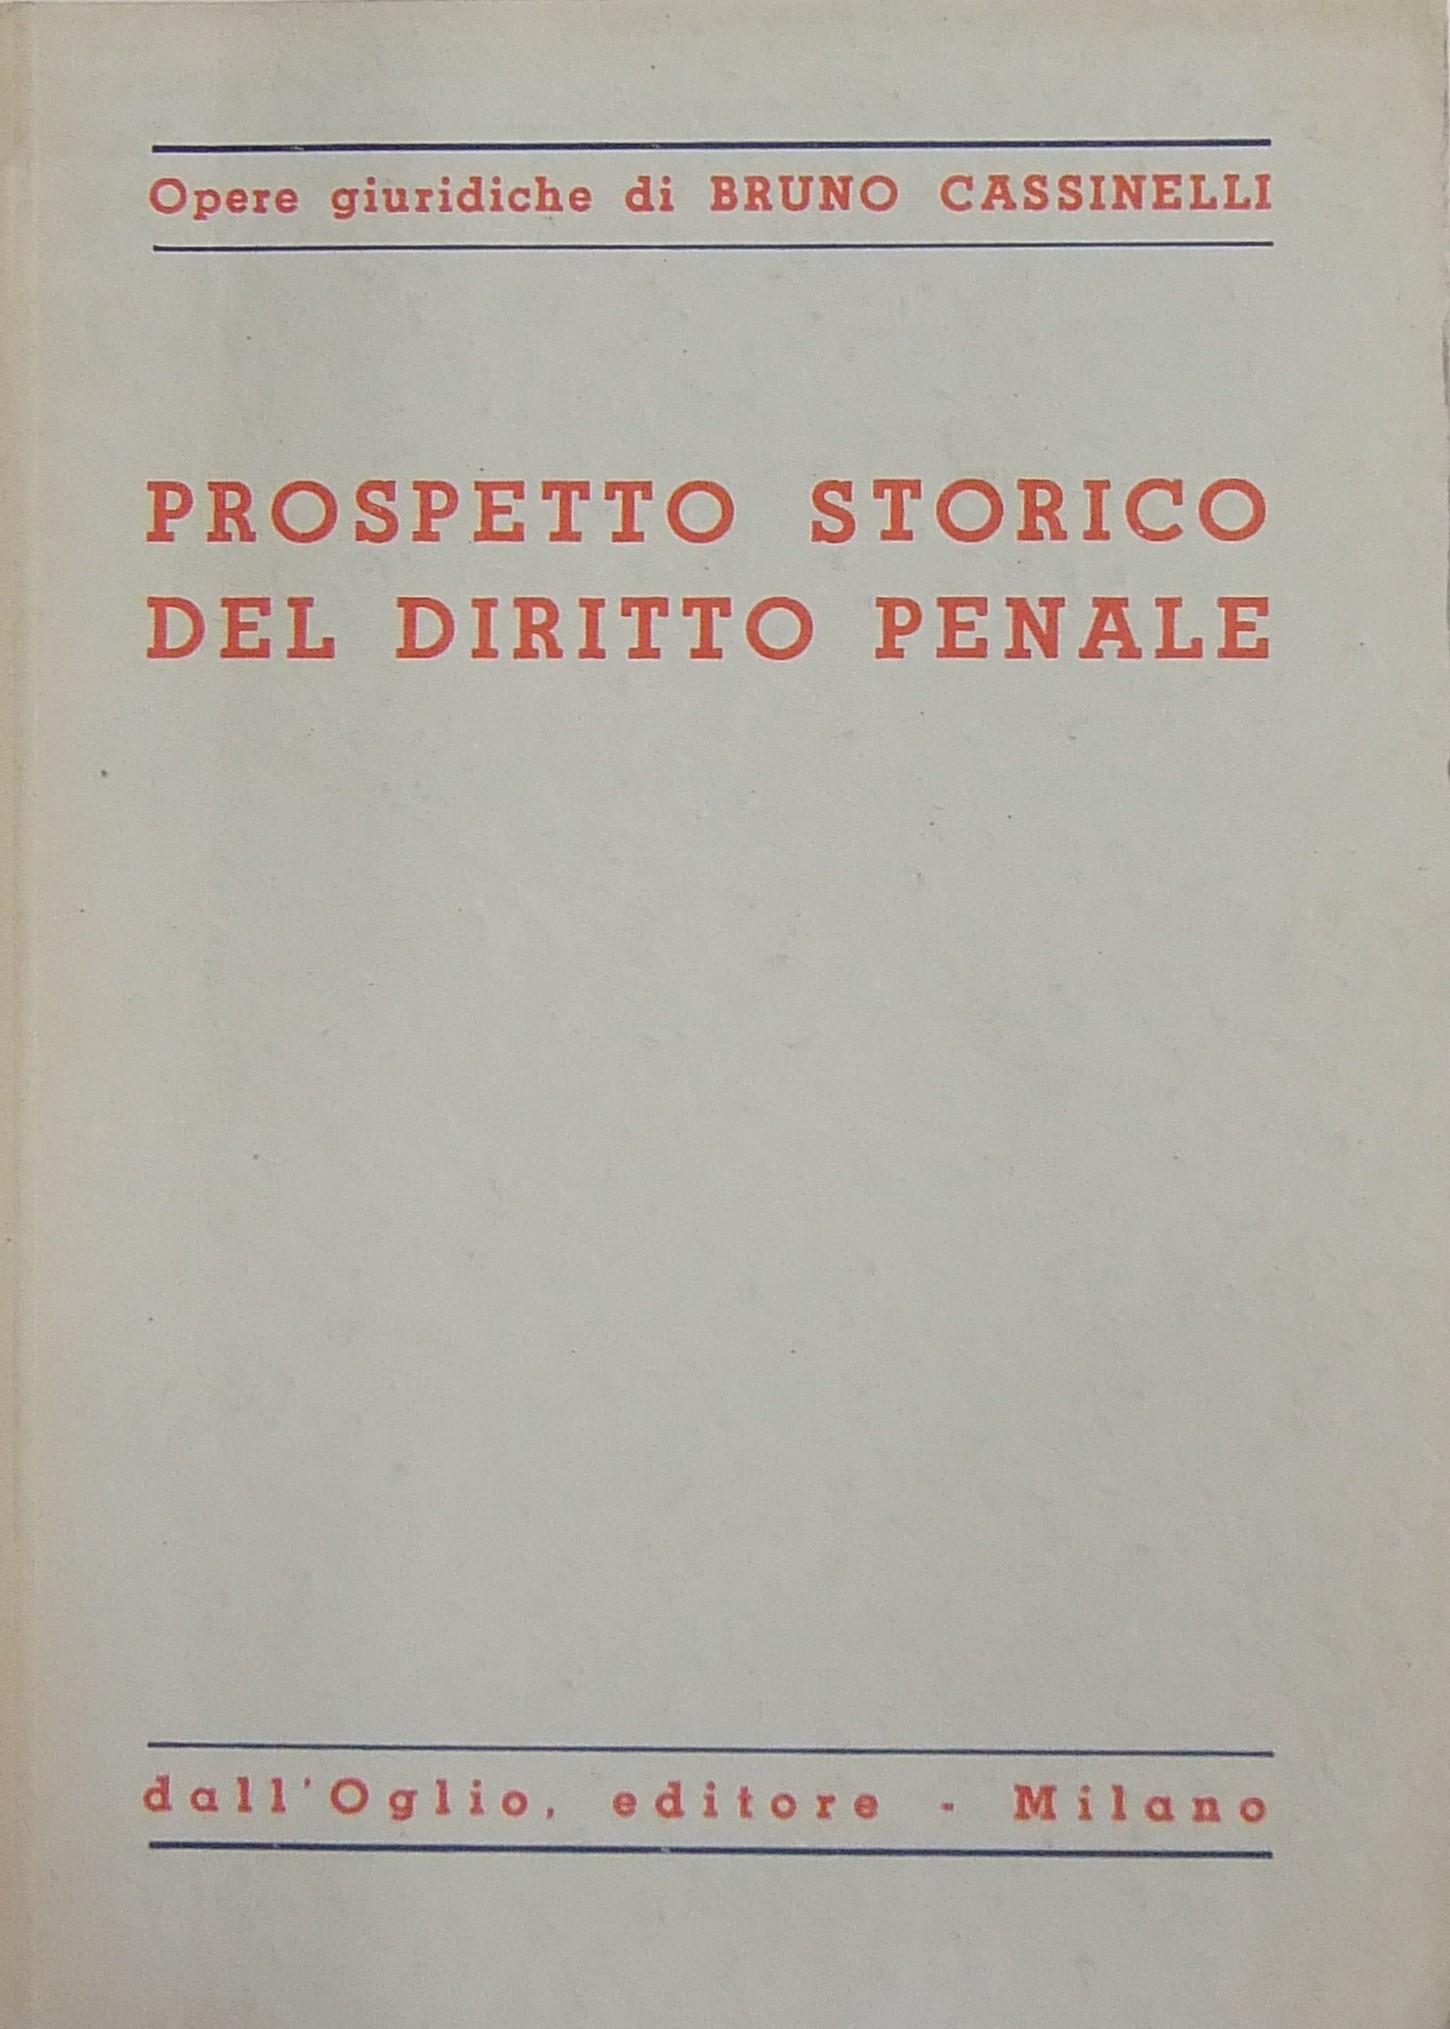 Opere giuridiche di BRUNO CASSINELLI
PROSPETTO STORICO
DEL DIRITTO PENALE
dall'Oglio, editore - Milano